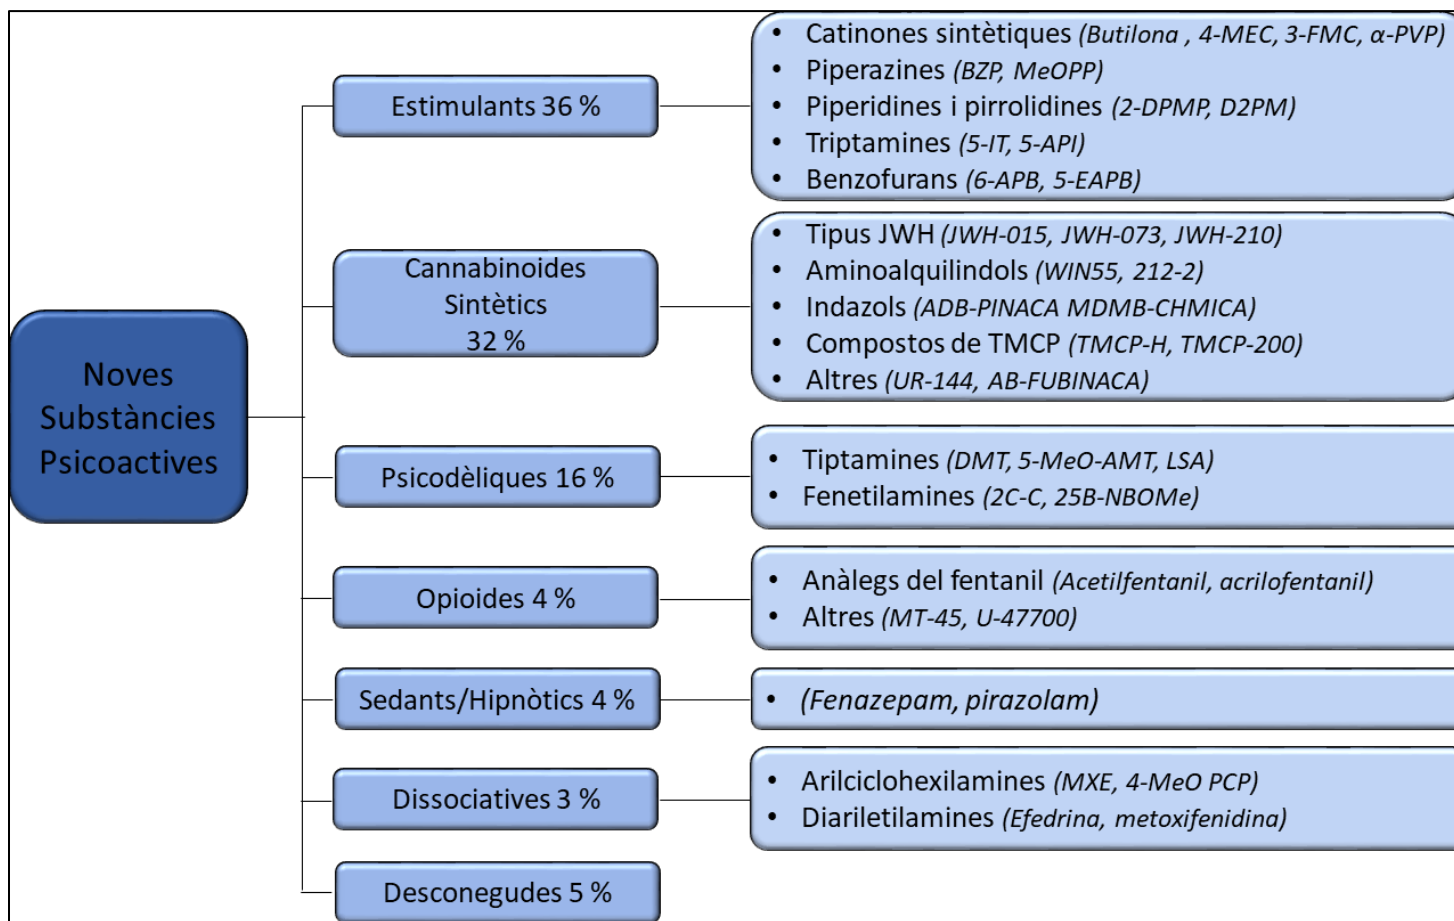 Noves
Substàncies
Psicoactives
Estimulants 36 %
• Catinones sintètiques (Butilona , 4-MEC, 3-FMC, α-PVP)
• Piperazines (BZP, MeOPP)
• Piperidines i pirrolidines (2-DPMP, D2PM)
• Triptamines (5-IT, 5-API)
• Benzofurans (6-APB, 5-EAPB)
Cannabinoides
Sintètics
32 %
• Tipus JWH (JWH-015, JWH-073, JWH-210)
• Aminoalquilindols (WIN55, 212-2)
• Indazols (ADB-PINACA MDMB-CHMICA)
• Compostos de TMCP (TMCP-H, TMCP-200)
• Altres (UR-144, AB-FUBINACA)
Psicodèliques 16 %
• Tiptamines (DMT, 5-MeO-AMT, LSA)
• Fenetilamines (2C-C, 25B-NBOMe)
Opioides 4 %
• Anàlegs del fentanil (Acetilfentanil, acrilofentanil)
• Altres (MT-45, U-47700)
Sedants/Hipnòtics 4 %
• (Fenazepam, pirazolam)
Dissociatives 3 %
• Arilciclohexilamines (MXE, 4-MeO PCP)
• Diariletilamines (Efedrina, metoxifenidina)
Desconegudes 5 %